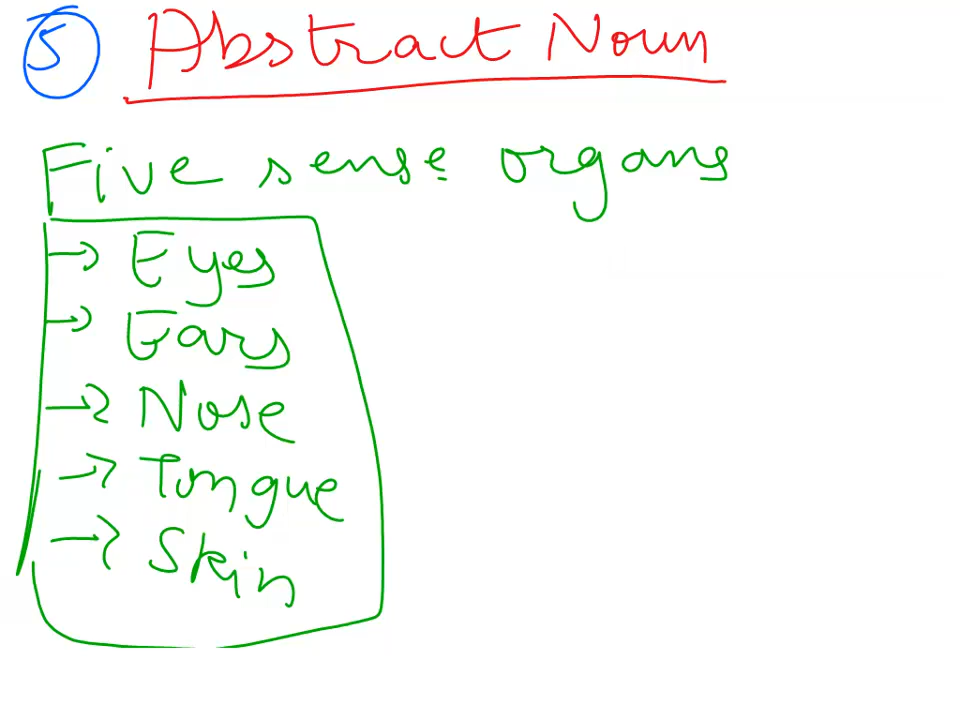 5 Abstract Noun
Five sense organs
→ Eyes
→ Ears
→ Nose
→ Tongue
→ Skin